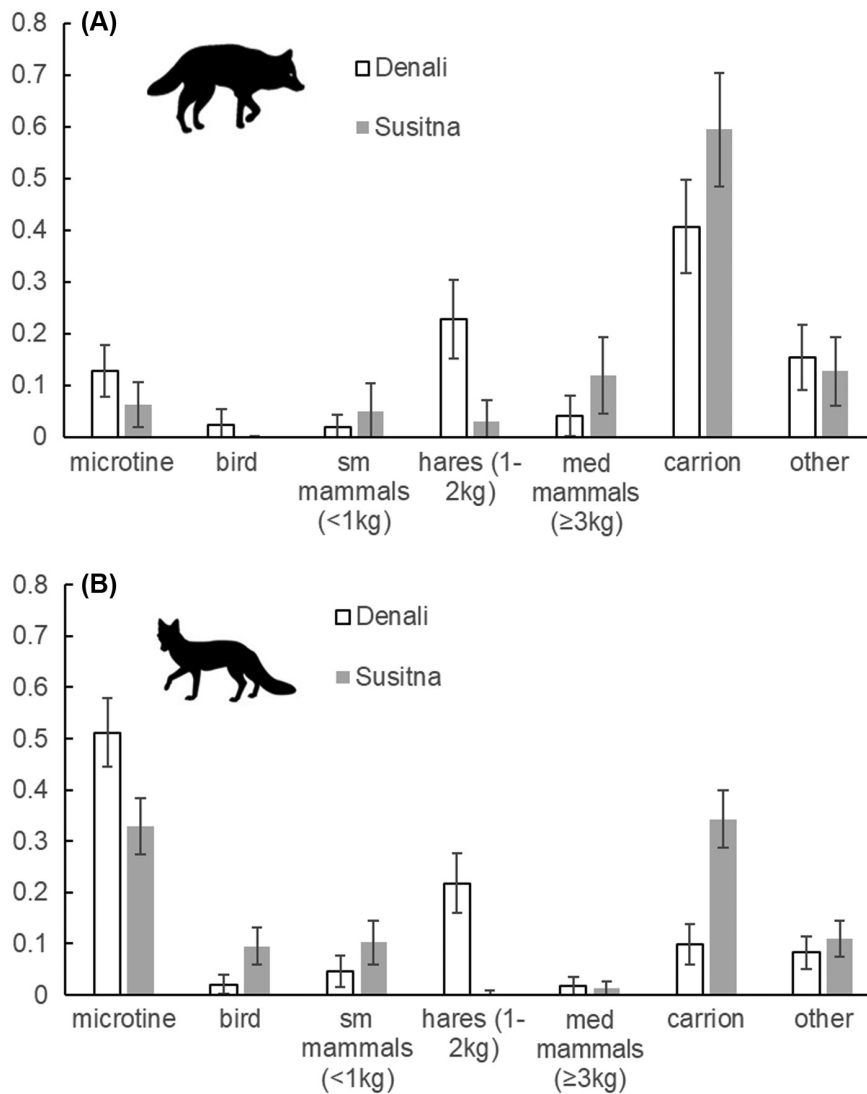 (A)
0.8
0.7
0.6
0.5
0.4
0.3
0.2
0.1
0
Denali
Susitna
microtine bird sm hares (1- med carrion other
mammals 2kg) mammals
(<1kg) (≥3kg)
(B)
0.8
0.7
0.6
0.5
0.4
0.3
0.2
0.1
0
Denali
Susitna
microtine bird sm hares (1- med carrion other
mammals 2kg) mammals
(<1kg) (≥3kg)